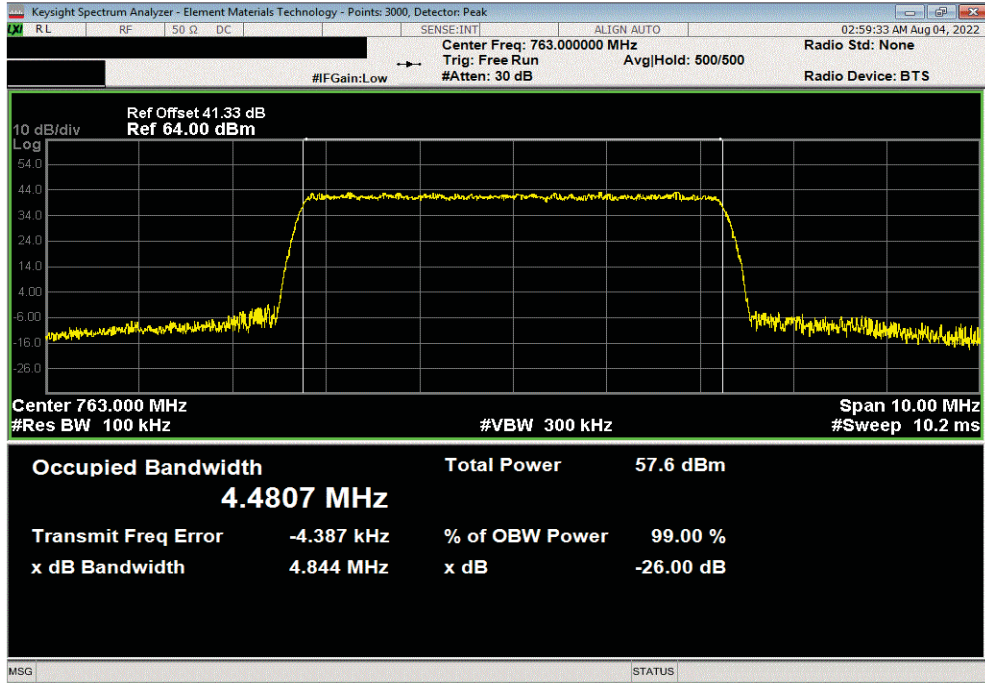 Keysight Spectrum Analyzer - Element Materials Technology - Points: 3000, Detector: Peak
LXI RL RF 50 Ω DC SENSE:INT ALIGN AUTO 02:59:33 AM Aug 04, 2022
Center Freq: 763.000000 MHz Radio Std: None
Trig: Free Run Avg|Hold: 500/500
#IFGain:Low #Atten: 30 dB Radio Device: BTS
Ref Offset 41.33 dB
10 dB/div Ref 64.00 dBm
Log
54.0
44.0
34.0
24.0
14.0
4.00
-6.00
-16.0
-26.0
Center 763.000 MHz Span 10.00 MHz
#Res BW 100 kHz #VBW 300 kHz #Sweep 10.2 ms
Occupied Bandwidth Total Power 57.6 dBm
4.4807 MHz
Transmit Freq Error -4.387 kHz % of OBW Power 99.00 %
x dB Bandwidth 4.844 MHz x dB -26.00 dB
MSG STATUS